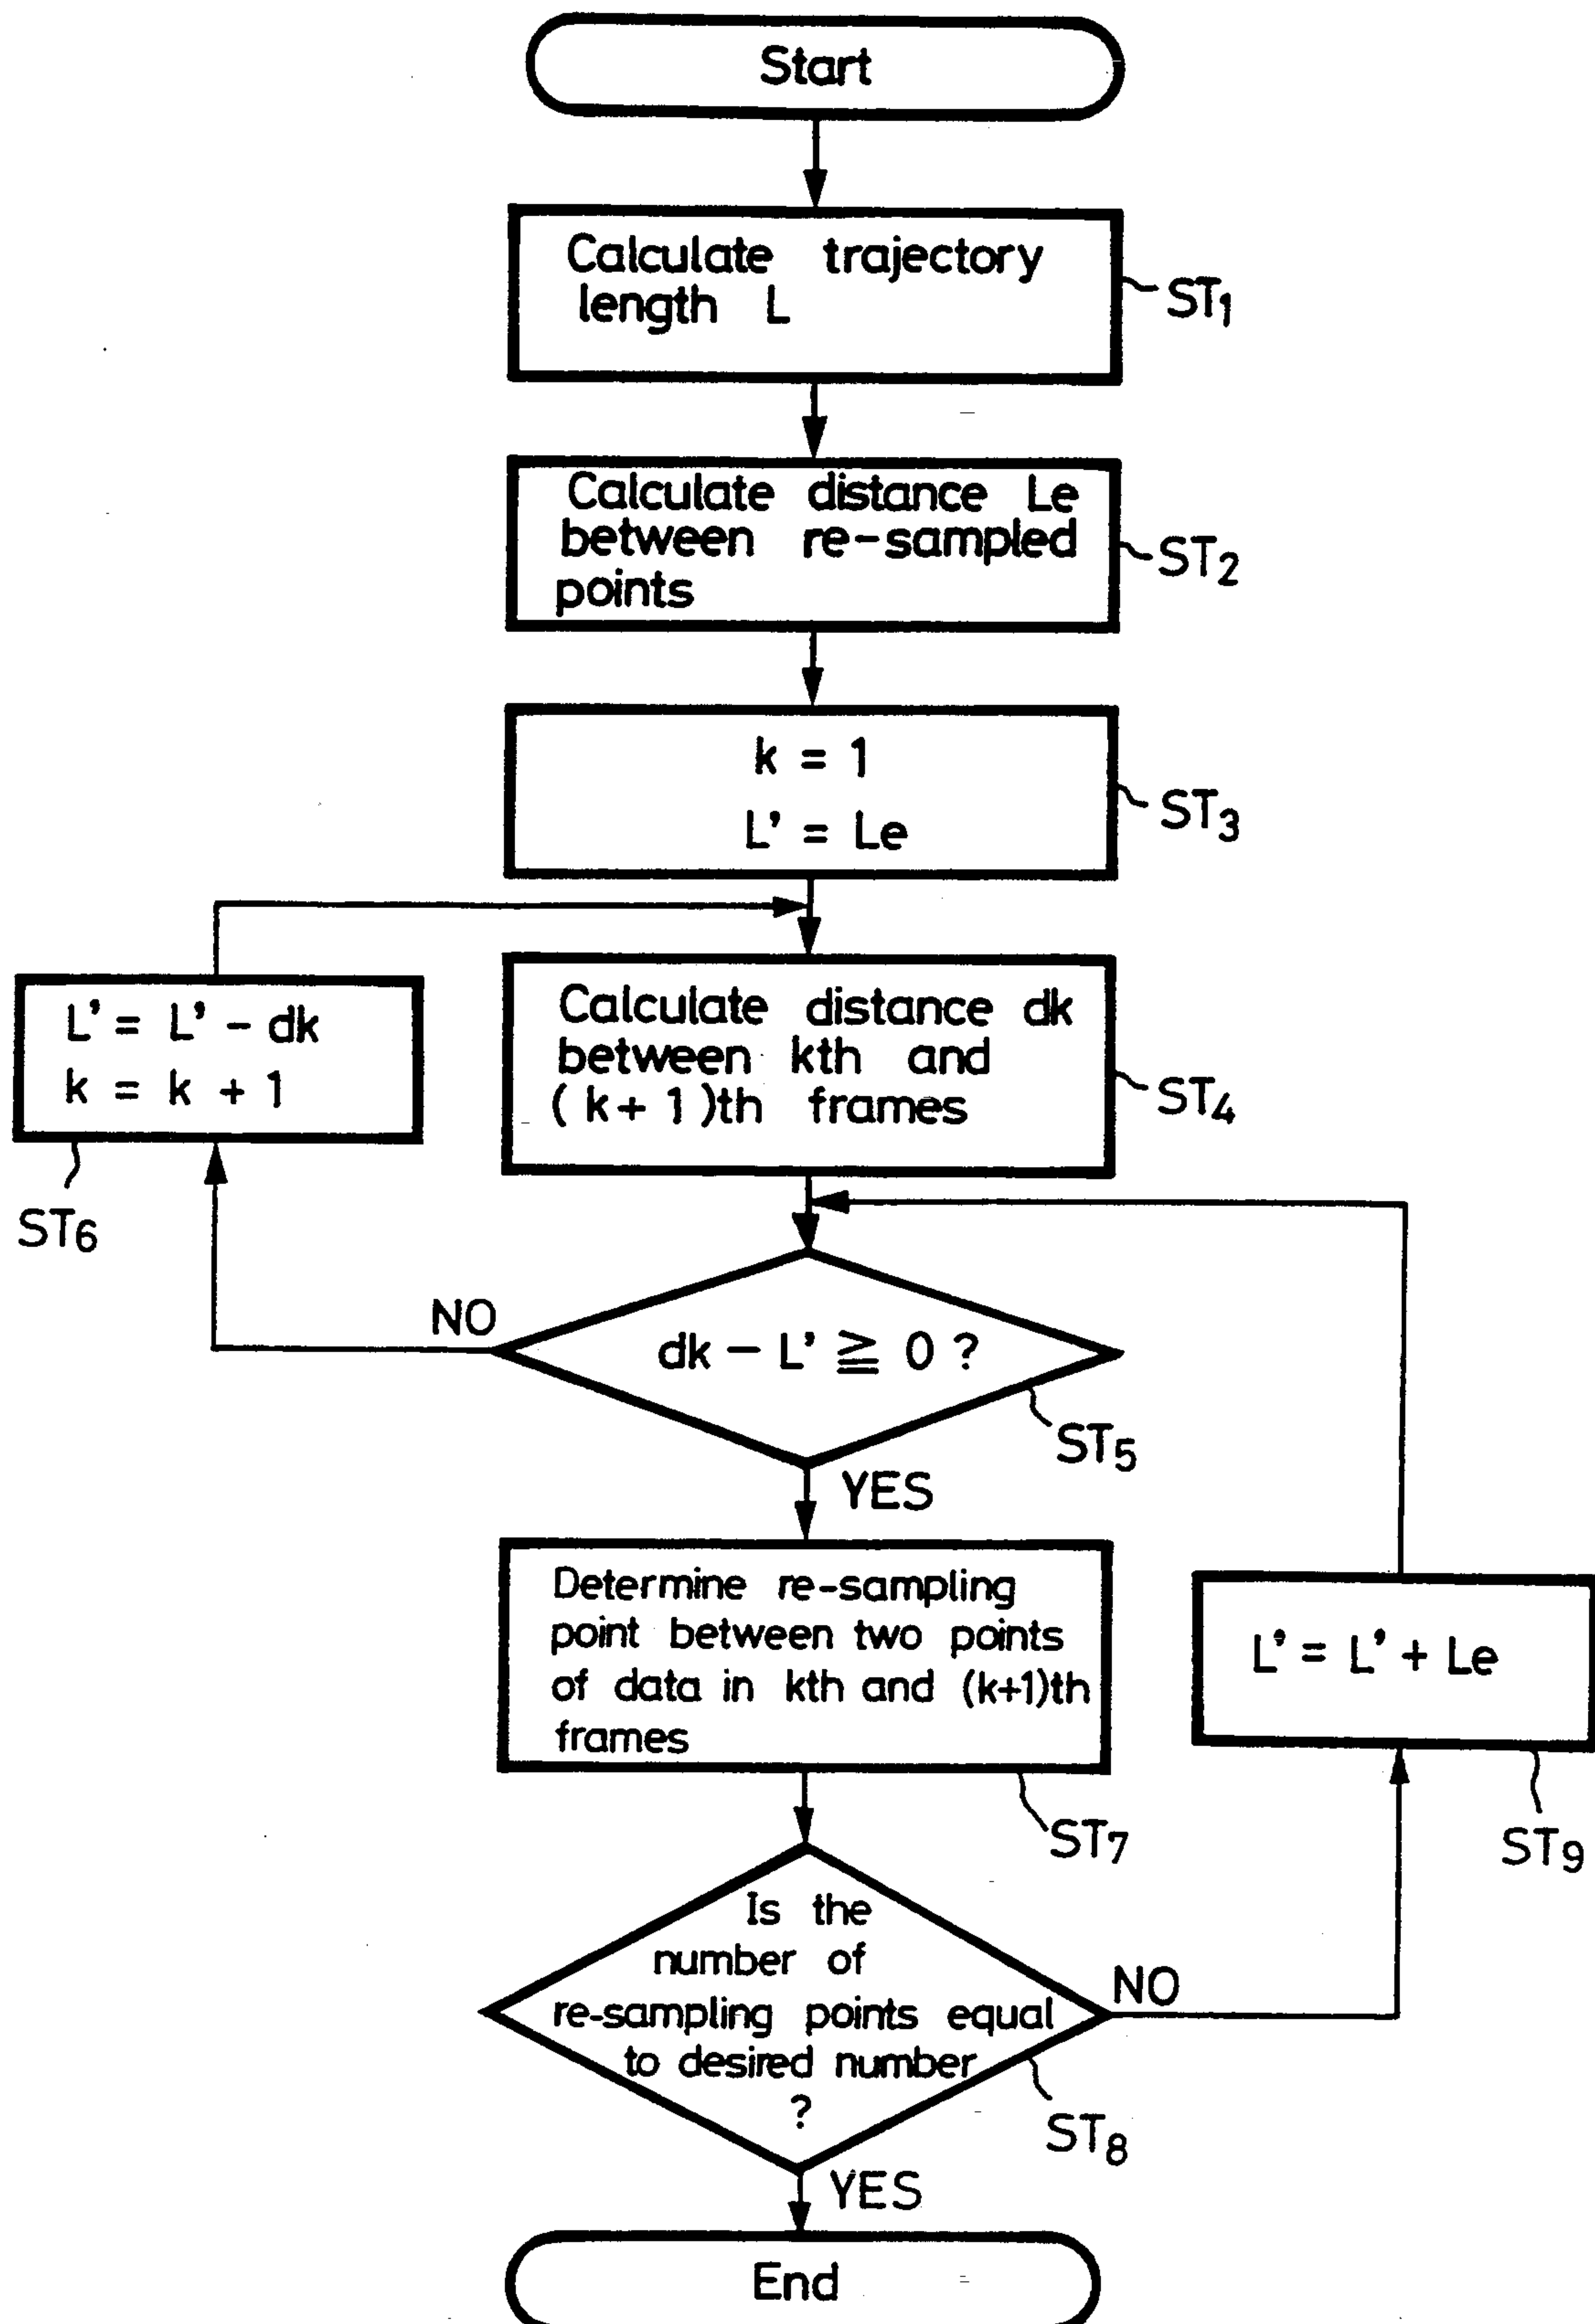 Start
Calculate trajectory
length L
ST1
Calculate distance Le
between re-sampled
points
ST2
k = 1
L' = Le
ST3
L' = L' - dk
k = k + 1
ST6
Calculate distance dk
between kth and
(k+1)th frames
ST4
NO
dk - L' ≧ 0 ?
ST5
YES
Determine re-sampling
point between two points
of data in kth and (k+1)th
frames
ST7
L' = L' + Le
ST9
Is the
number of
re-sampling points equal
to desired number
?
NO
ST8
YES
End